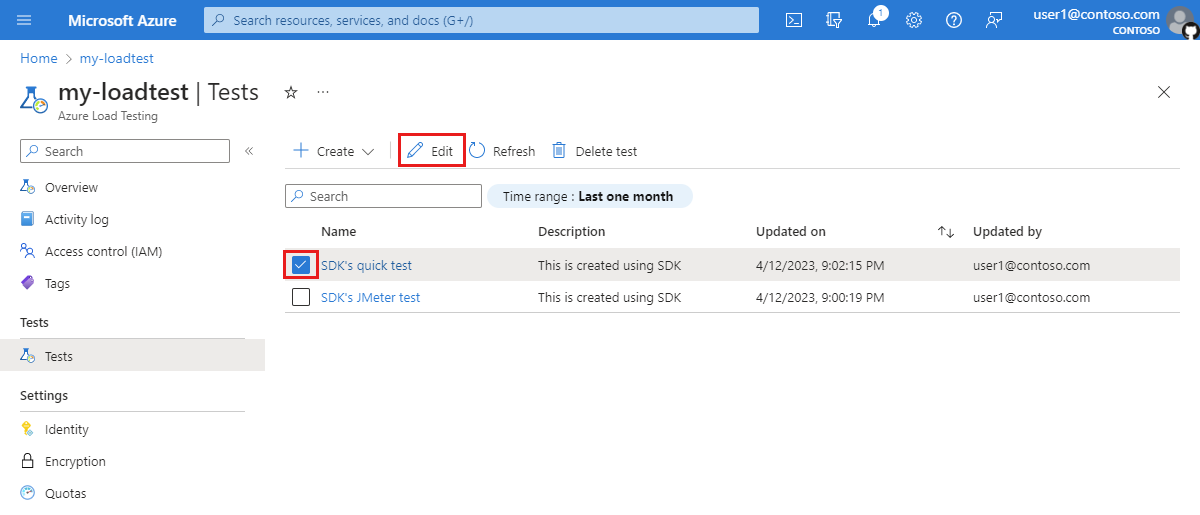 Microsoft Azure
Search resources, services, and docs (G+/)
1
user1@contoso.com
CONTOSO
Home > my-loadtest
my-loadtest | Tests
...
Azure Load Testing
Search
«
Overview
Activity log
Access control (IAM)
Tags
Tests
Tests
Settings
Identity
Encryption
Quotas
Create
Edit
Refresh
Delete test
Search
Time range : Last one month
Name Description Updated on Updated by
SDK's quick test This is created using SDK 4/12/2023, 9:02:15 PM user1@contoso.com
SDK's JMeter test This is created using SDK 4/12/2023, 9:00:19 PM user1@contoso.com